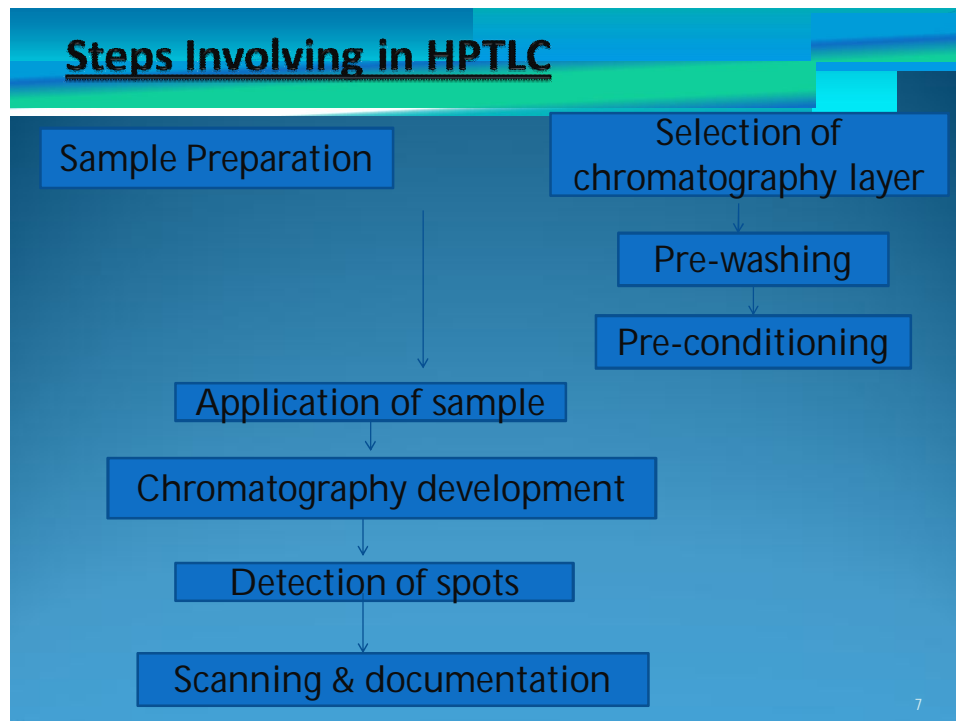 Steps Involving in HPTLC
Sample Preparation
Selection of
chromatography layer
Pre-washing
Pre-conditioning
Application of sample
Chromatography development
Detection of spots
Scanning & documentation
7